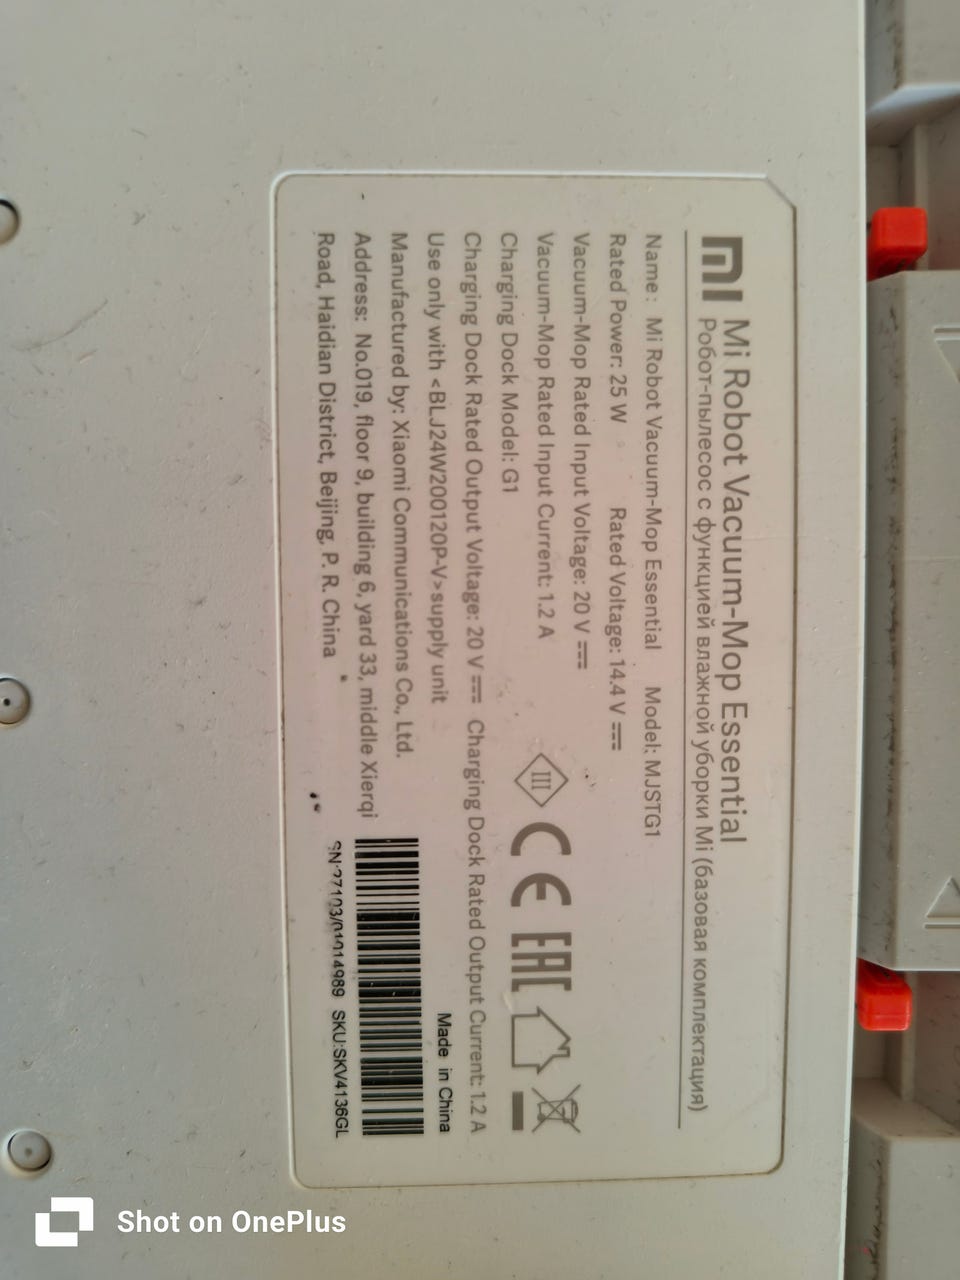 mi Mi Robot Vacuum-Mop Essential
Робот-пылесос с функцией влажной уборки Mi (базовая комплектация)
Name: Mi Robot Vacuum-Mop Essential Model: MJSTG1
Rated Power: 25 W Rated Voltage: 14.4 V
Vacuum-Mop Rated Input Voltage: 20 V
Vacuum-Mop Rated Input Current: 1.2 A
Charging Dock Model: G1
Charging Dock Rated Output Voltage: 20 V Charging Dock Rated Output Current: 1.2 A
Use only with <BLJ24W200120P-V>supply unit
Manufactured by: Xiaomi Communications Co., Ltd.
Address: No.019, floor 9, building 6, yard 33, middle Xierqi
Road, Haidian District, Beijing, P. R. China
III CE EAC
Made in China
SKU:SKV4136GL
Shot on OnePlus